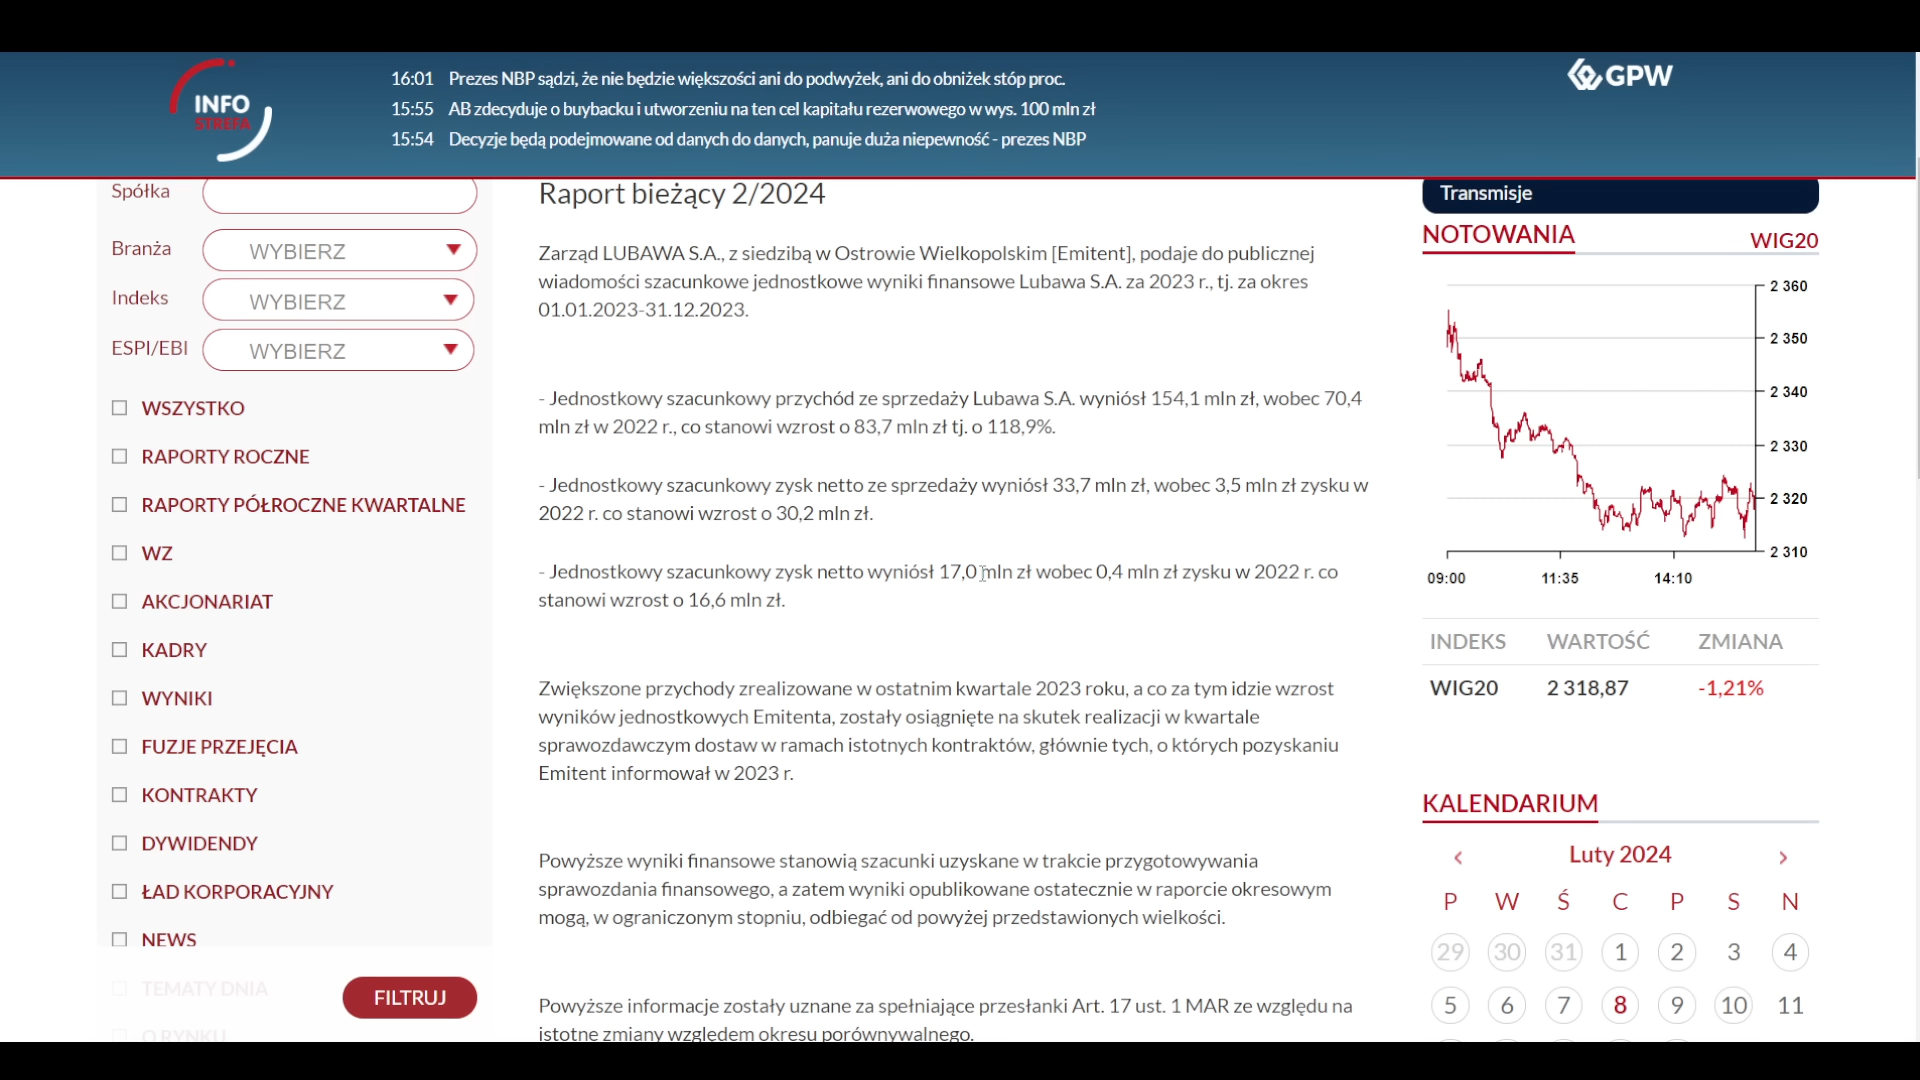 INFO
STREFA
16:01 Prezes NBP sądzi, że nie będzie większości ani do podwyżek, ani do obniżek stóp proc.
15:55 AB zdecyduje o buybacku i utworzeniu na ten cel kapitału rezerwowego w wys. 100 mln zł
15:54 Decyzje będą podejmowane od danych do danych, panuje duża niepewność - prezes NBP
GPW
Spółka
Branża WYBIERZ
Indeks WYBIERZ
ESPI/EBI WYBIERZ
WSZYSTKO
RAPORTY ROCZNE
RAPORTY PÓŁROCZNE KWARTALNE
WZ
AKCJONARIAT
KADRY
WYNIKI
FUZJE PRZEJĘCIA
KONTRAKTY
DYWIDENDY
ŁAD KORPORACYJNY
NEWS
TEMATY DNIA
O RYNKU
FILTRUJ
Raport bieżący 2/2024
Zarząd LUBAWA S.A., z siedzibą w Ostrowie Wielkopolskim [Emitent], podaje do publicznej
wiadomości szacunkowe jednostkowe wyniki finansowe Lubawa S.A. za 2023 r., tj. za okres
01.01.2023-31.12.2023.
- Jednostkowy szacunkowy przychód ze sprzedaży Lubawa S.A. wyniósł 154,1 mln zł, wobec 70,4
mln zł w 2022 r., co stanowi wzrost o 83,7 mln zł tj. o 118,9%.
- Jednostkowy szacunkowy zysk netto ze sprzedaży wyniósł 33,7 mln zł, wobec 3,5 mln zł zysku w
2022 r. co stanowi wzrost o 30,2 mln zł.
- Jednostkowy szacunkowy zysk netto wyniósł 17,0 mln zł wobec 0,4 mln zł zysku w 2022 r. co
stanowi wzrost o 16,6 mln zł.
Zwiększone przychody zrealizowane w ostatnim kwartale 2023 roku, a co za tym idzie wzrost
wyników jednostkowych Emitenta, zostały osiągnięte na skutek realizacji w kwartale
sprawozdawczym dostaw w ramach istotnych kontraktów, głównie tych, o których pozyskaniu
Emitent informował w 2023 r.
Powyższe wyniki finansowe stanowią szacunki uzyskane w trakcie przygotowywania
sprawozdania finansowego, a zatem wyniki opublikowane ostatecznie w raporcie okresowym
mogą, w ograniczonym stopniu, odbiegać od powyżej przedstawionych wielkości.
Powyższe informacje zostały uznane za spełniające przesłanki Art. 17 ust. 1 MAR ze względu na
istotne zmiany względem okresu porównywalnego.
Transmisje
NOTOWANIA WIG20
2 360
2 350
2 340
2 330
2 320
2 310
09:00 11:35 14:10
INDEKS WARTOŚĆ ZMIANA
WIG20 2 318,87 -1,21%
KALENDARIUM
‹ Luty 2024 ›
P W Ś C P S N
29 30 31 1 2 3 4
5 6 7 8 9 10 11